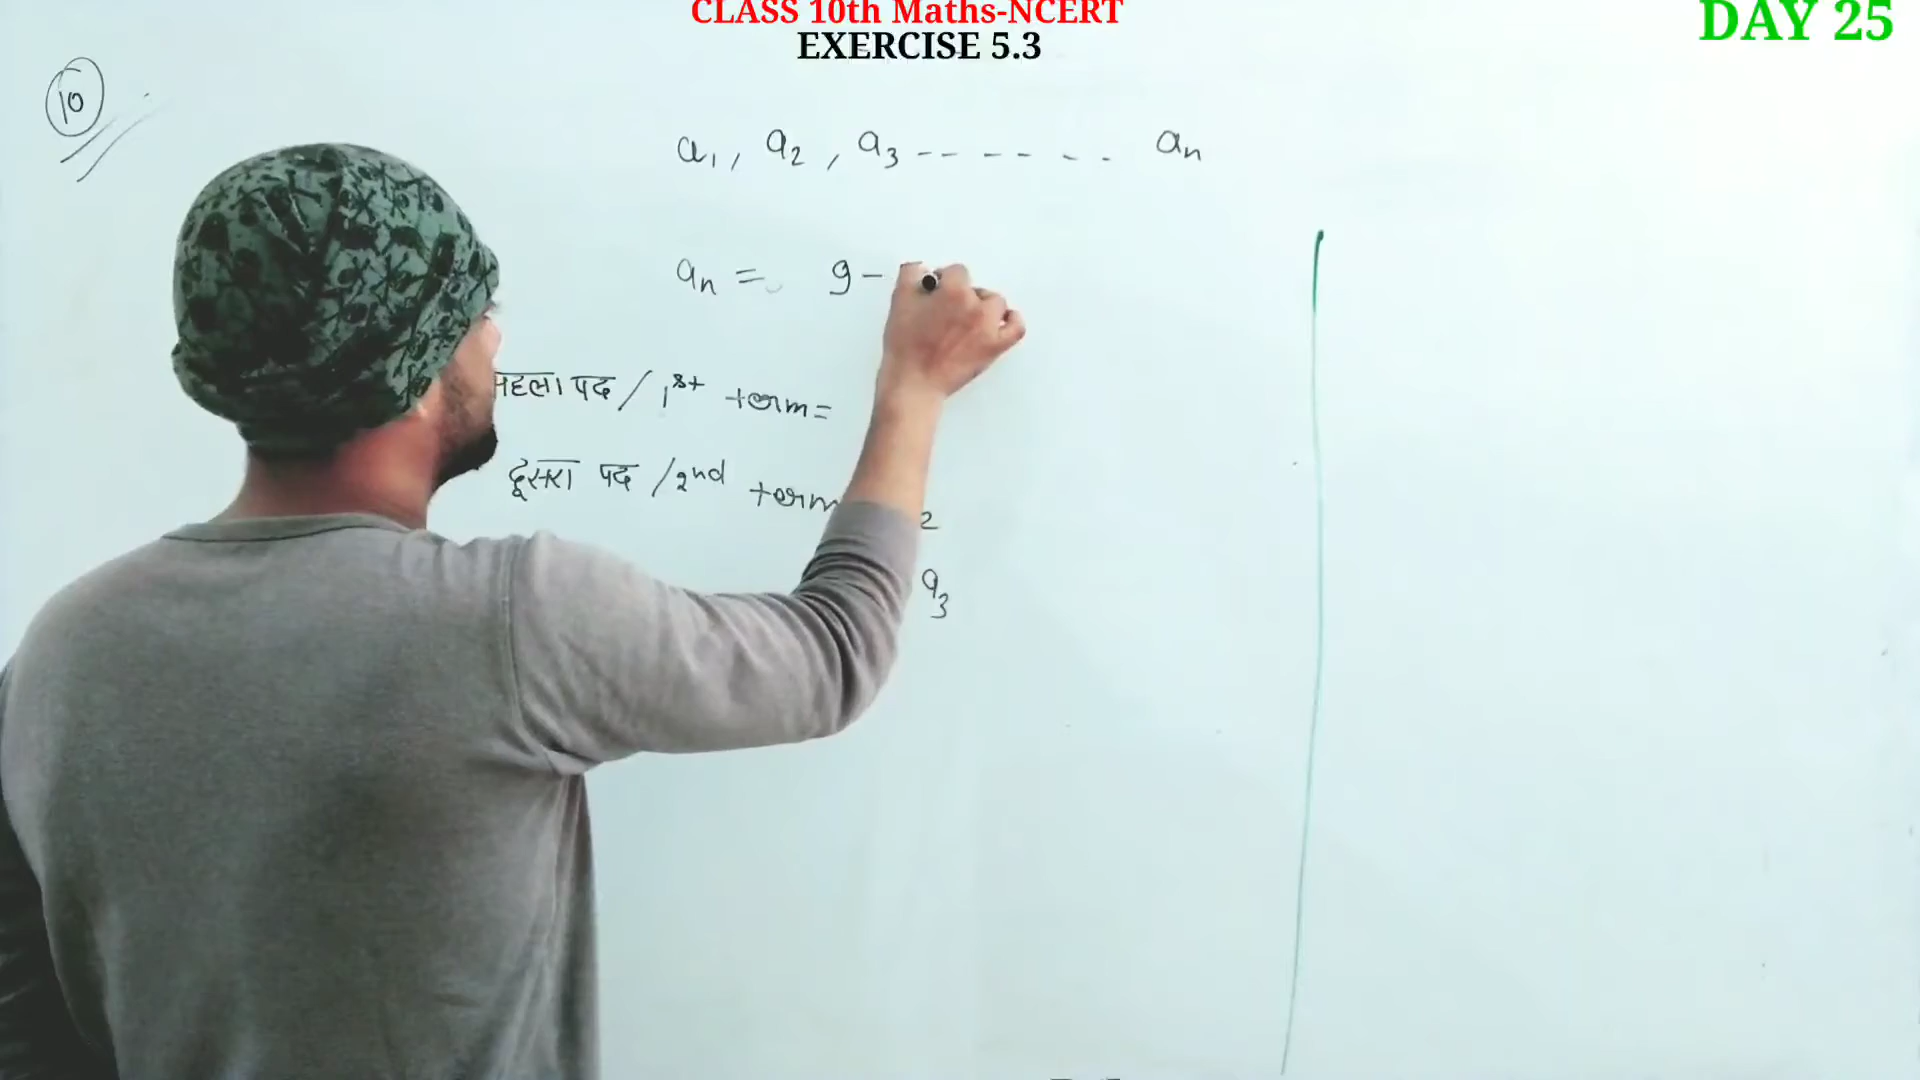 CLASS 10th Maths-NCERT
DAY 25
EXERCISE 5.3
10
a₁, a₂, a₃ ------- aₙ
aₙ = 9-
पहला पद / 1st term=
दूसरा पद / 2nd term 2
a₃